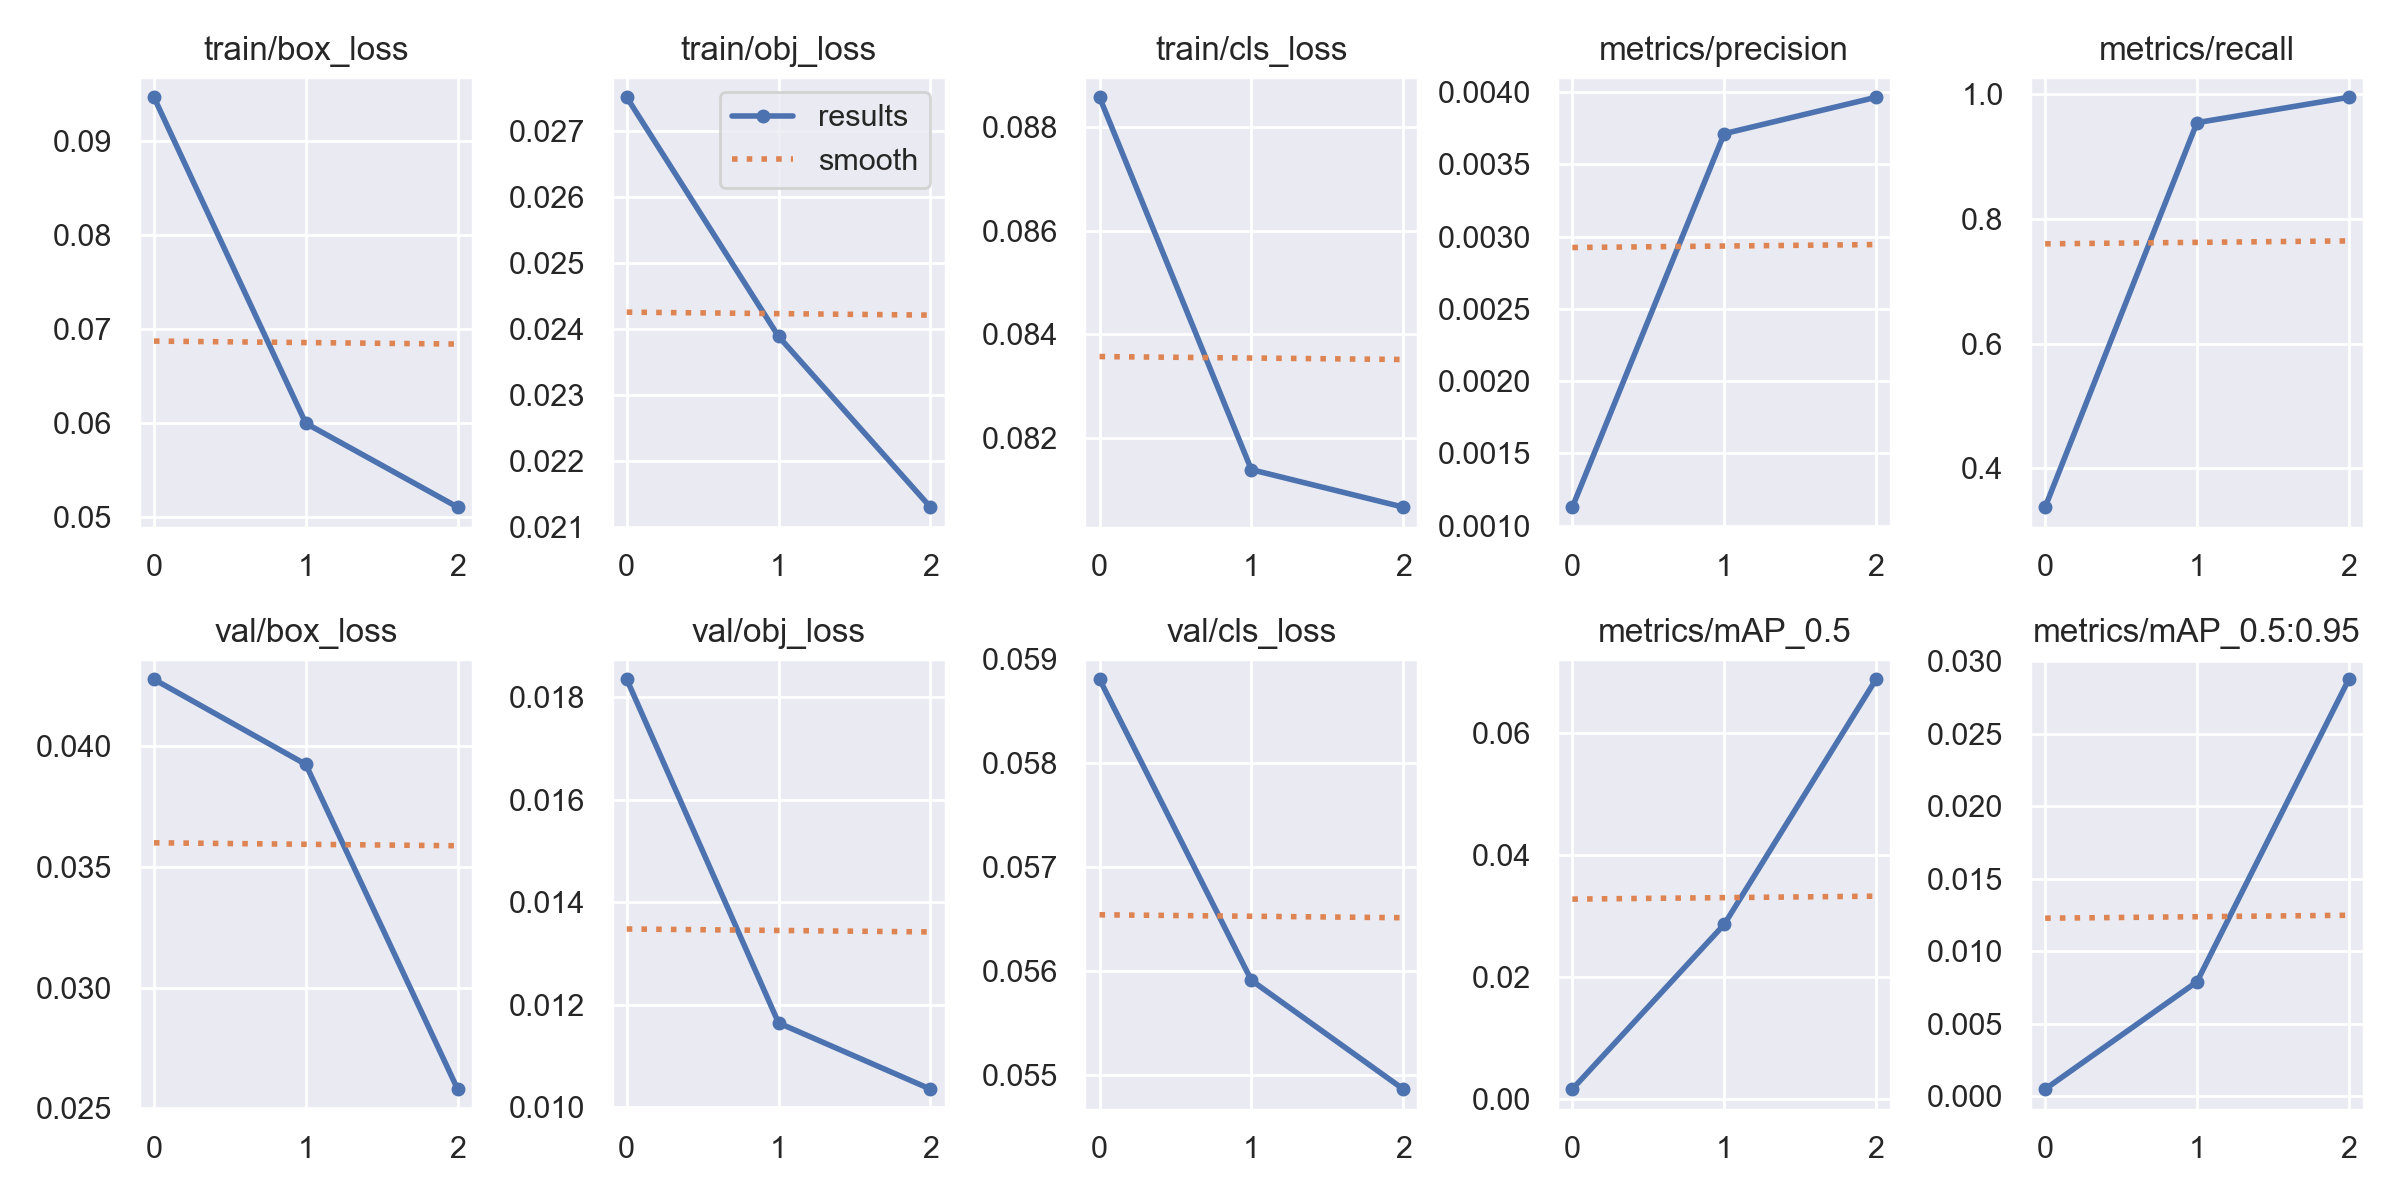 train/box_loss
0.09
0.08
0.07
0.06
0.05
0 1 2
train/obj_loss
results
smooth
0.027
0.026
0.025
0.024
0.023
0.022
0.021
0 1 2
train/cls_loss
0.088
0.086
0.084
0.082
0 1 2
metrics/precision
0.0040
0.0035
0.0030
0.0025
0.0020
0.0015
0.0010
0 1 2
metrics/recall
1.0
0.8
0.6
0.4
0 1 2
val/box_loss
0.040
0.035
0.030
0.025
0 1 2
val/obj_loss
0.018
0.016
0.014
0.012
0.010
0 1 2
val/cls_loss
0.059
0.058
0.057
0.056
0.055
0 1 2
metrics/mAP_0.5
0.06
0.04
0.02
0.00
0 1 2
metrics/mAP_0.5:0.95
0.030
0.025
0.020
0.015
0.010
0.005
0.000
0 1 2